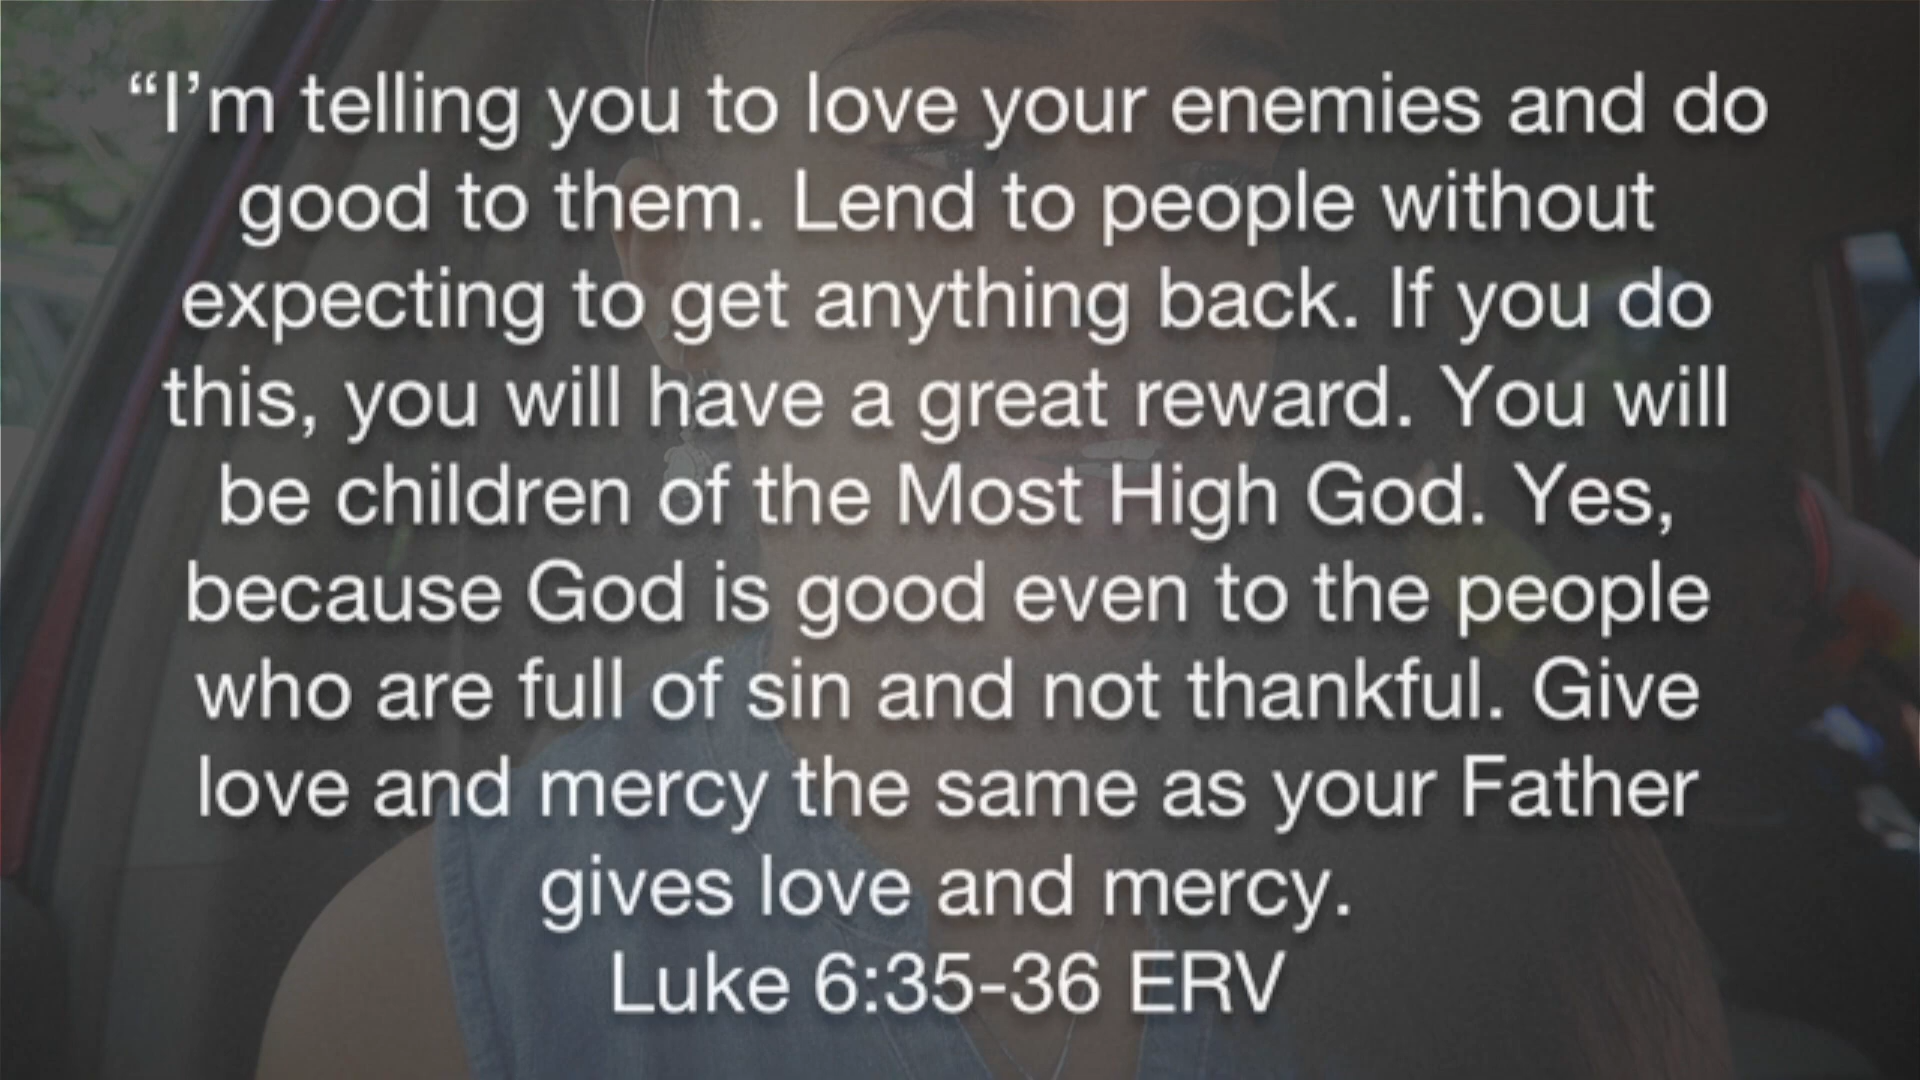 “I’m telling you to love your enemies and do
good to them. Lend to people without
expecting to get anything back. If you do
this, you will have a great reward. You will
be children of the Most High God. Yes,
because God is good even to the people
who are full of sin and not thankful. Give
love and mercy the same as your Father
gives love and mercy.
Luke 6:35-36 ERV